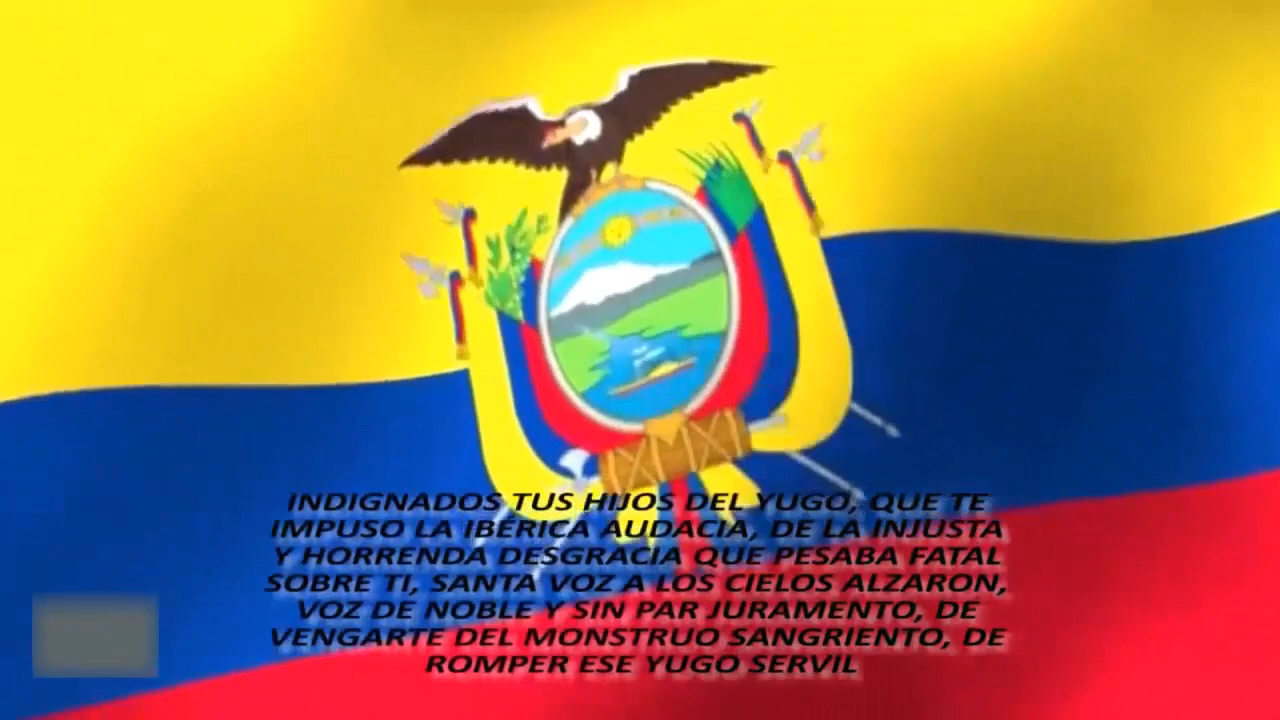 INDIGNADOS TUS HIJOS DEL YUGO, QUE TE
IMPUSO LA IBÉRICA AUDACIA, DE LA INJUSTA
Y HORRENDA DESGRACIA QUE PESABA FATAL
SOBRE TI, SANTA VOZ A LOS CIELOS ALZARON,
VOZ DE NOBLE Y SIN PAR JURAMENTO, DE
VENGARTE DEL MONSTRUO SANGRIENTO, DE
ROMPER ESE YUGO SERVIL